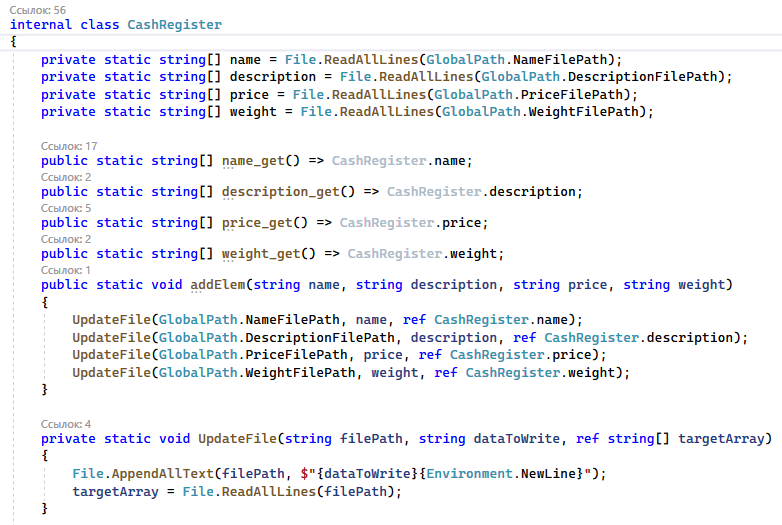 Ссылок: 56
internal class CashRegister
{
private static string[] name = File.ReadAllLines(GlobalPath.NameFilePath);
private static string[] description = File.ReadAllLines(GlobalPath.DescriptionFilePath);
private static string[] price = File.ReadAllLines(GlobalPath.PriceFilePath);
private static string[] weight = File.ReadAllLines(GlobalPath.WeightFilePath);
Ссылок: 17
public static string[] name_get() => CashRegister.name;
Ссылок: 2
public static string[] description_get() => CashRegister.description;
Ссылок: 5
public static string[] price_get() => CashRegister.price;
Ссылок: 2
public static string[] weight_get() => CashRegister.weight;
Ссылок: 1
public static void addElem(string name, string description, string price, string weight)
{
UpdateFile(GlobalPath.NameFilePath, name, ref CashRegister.name);
UpdateFile(GlobalPath.DescriptionFilePath, description, ref CashRegister.description);
UpdateFile(GlobalPath.PriceFilePath, price, ref CashRegister.price);
UpdateFile(GlobalPath.WeightFilePath, weight, ref CashRegister.weight);
}
Ссылок: 4
private static void UpdateFile(string filePath, string dataToWrite, ref string[] targetArray)
{
File.AppendAllText(filePath, $"{dataToWrite}{Environment.NewLine}");
targetArray = File.ReadAllLines(filePath);
}